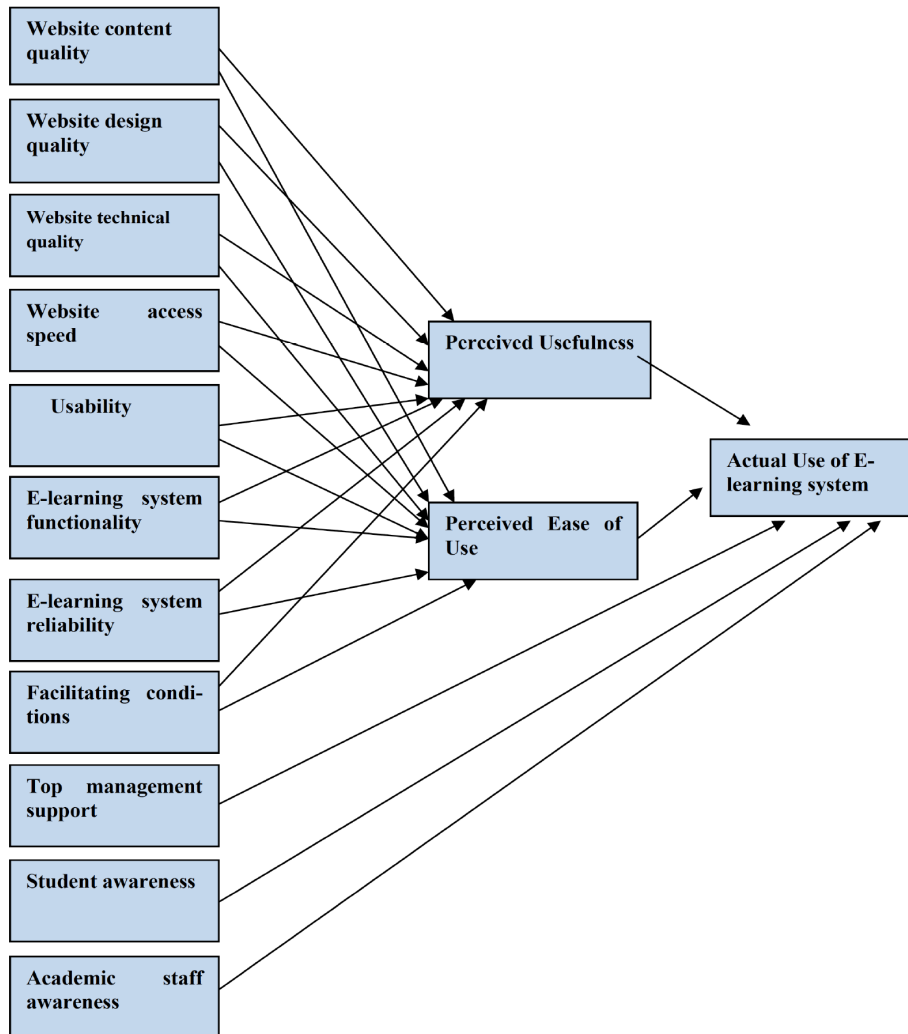 Website content
quality
Website design
quality
Website technical
quality
Website access
speed
Usability
E-learning system
functionality
E-learning system
reliability
Facilitating condi-
tions
Top management
support
Student awareness
Academic staff
awareness
Perceived Usefulness
Perceived Ease of
Use
Actual Use of E-
learning system